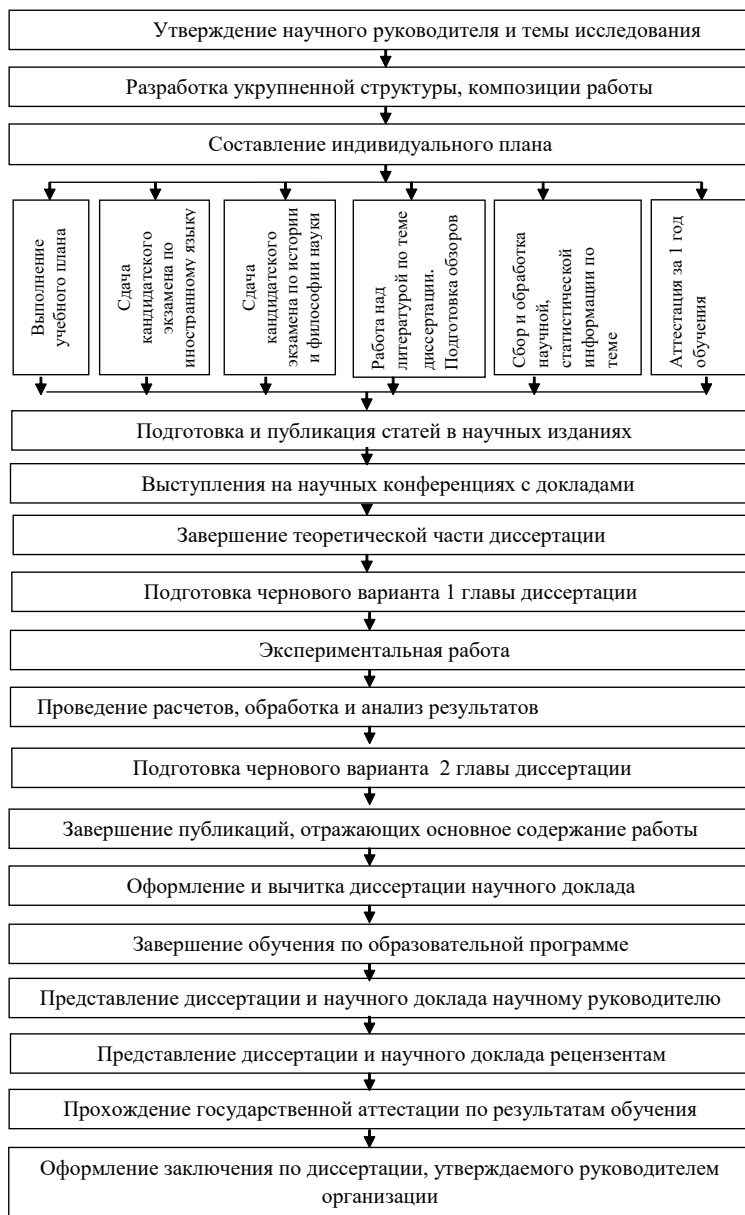 Утверждение научного руководителя и темы исследования
Разработка укрупненной структуры, композиции работы
Составление индивидуального плана
Выполнение
учебного плана
Сдача
кандидатского
экзамена по
иностранному языку
Сдача
кандидатского
экзамена по истории
и философии науки
Работа над
литературой по теме
диссертации.
Подготовка обзоров
Сбор и обработка
научной,
статистической
информации по
теме
Аттестация за 1 год
обучения
Подготовка и публикация статей в научных изданиях
Выступления на научных конференциях с докладами
Завершение теоретической части диссертации
Подготовка чернового варианта 1 главы диссертации
Экспериментальная работа
Проведение расчетов, обработка и анализ результатов
Подготовка чернового варианта 2 главы диссертации
Завершение публикаций, отражающих основное содержание работы
Оформление и вычитка диссертации научного доклада
Завершение обучения по образовательной программе
Представление диссертации и научного доклада научному руководителю
Представление диссертации и научного доклада рецензентам
Прохождение государственной аттестации по результатам обучения
Оформление заключения по диссертации, утверждаемого руководителем
организации